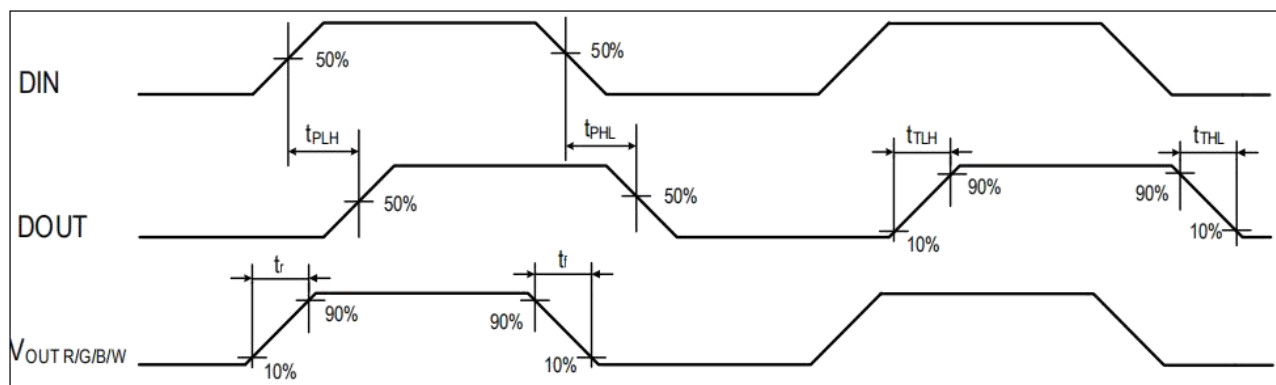 50%
50%
DIN
tPLH
tPHL
tTLH
tTHL
90%
90%
50%
50%
DOUT
10%
10%
tr
tf
90%
90%
VOUT R/G/B/W
10%
10%